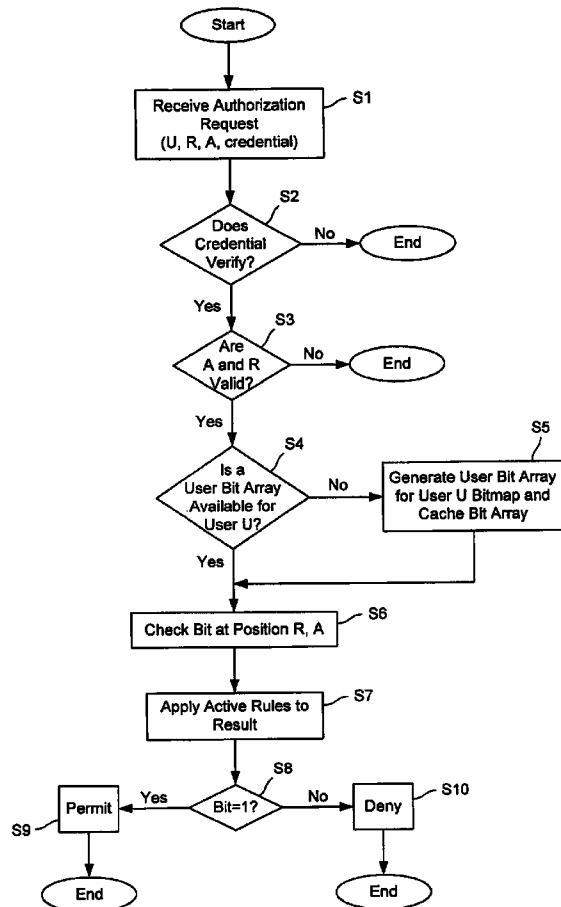 Start
S1
Receive Authorization
Request
(U, R, A, credential)
S2
Does
Credential
Verify?
No
End
Yes
S3
Are
A and R
Valid?
No
End
Yes
S4
Is a
User Bit Array
Available for
User U?
No
S5
Generate User Bit Array
for User U Bitmap and
Cache Bit Array
Yes
S6
Check Bit at Position R, A
S7
Apply Active Rules to
Result
S8
Bit=1?
Yes
Permit
S9
No
Deny
S10
End
End